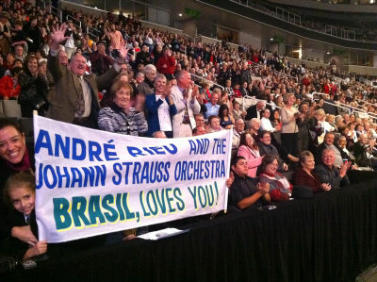 ANDRÉ RIEU AND THE
JOHANN STRAUSS ORCHESTRA
BRASIL, LOVES YOU!